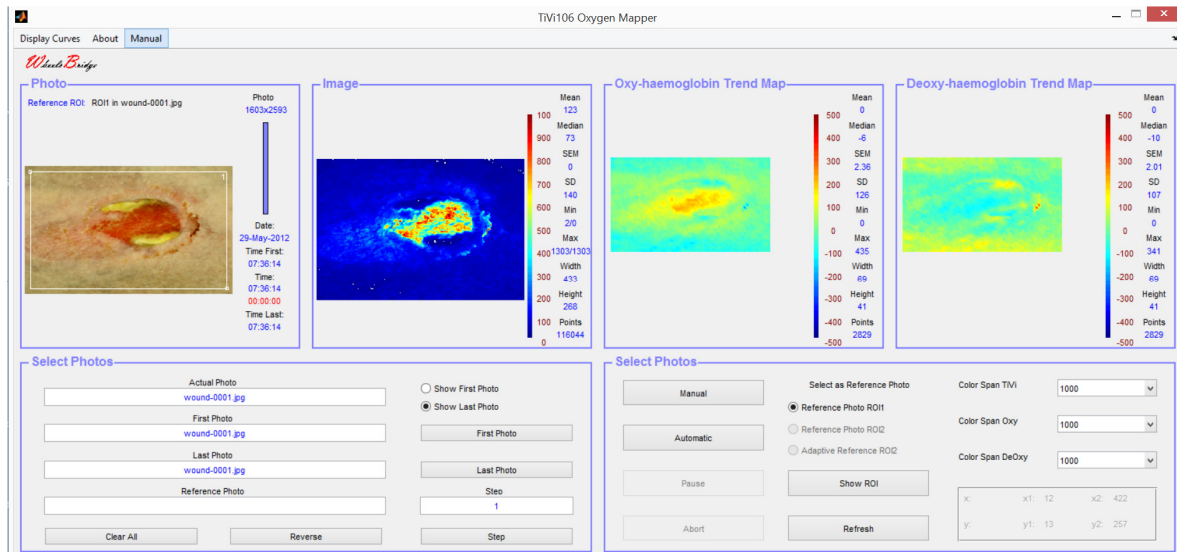 TiVi106 Oxygen Mapper
Display Curves About Manual
WheelsBridge
Photo
Reference ROI: ROI1 in wound-0001.jpg
Photo
1603x2593
1
Date:
29-May-2012
Time First:
07:36:14
Time:
07:36:14
00:00:00
Time Last:
07:36:14
Image
100
900
800
700
600
500
400
300
200
100
0
Mean
123
Median
73
SEM
0
SD
140
Min
2/0
Max
1303/1303
Width
433
Height
268
Points
116044
Oxy-haemoglobin Trend Map
500
400
300
200
100
0
-100
-200
-300
-400
-500
Mean
0
Median
-6
SEM
2.36
SD
126
Min
0
Max
435
Width
69
Height
41
Points
2829
Deoxy-haemoglobin Trend Map
500
400
300
200
100
0
-100
-200
-300
-400
-500
Mean
0
Median
-10
SEM
2.01
SD
107
Min
0
Max
341
Width
69
Height
41
Points
2829
Select Photos
Actual Photo
wound-0001.jpg
First Photo
wound-0001.jpg
Last Photo
wound-0001.jpg
Reference Photo
Clear All
Reverse
Show First Photo
Show Last Photo
First Photo
Last Photo
Step
1
Step
Select Photos
Manual
Automatic
Pause
Abort
Select as Reference Photo
Reference Photo ROI1
Reference Photo ROI2
Adaptive Reference ROI2
Show ROI
Refresh
Color Span TiVi 1000
Color Span Oxy 1000
Color Span DeOxy 1000
x: x1: 12 x2: 422
y: y1: 13 y2: 257